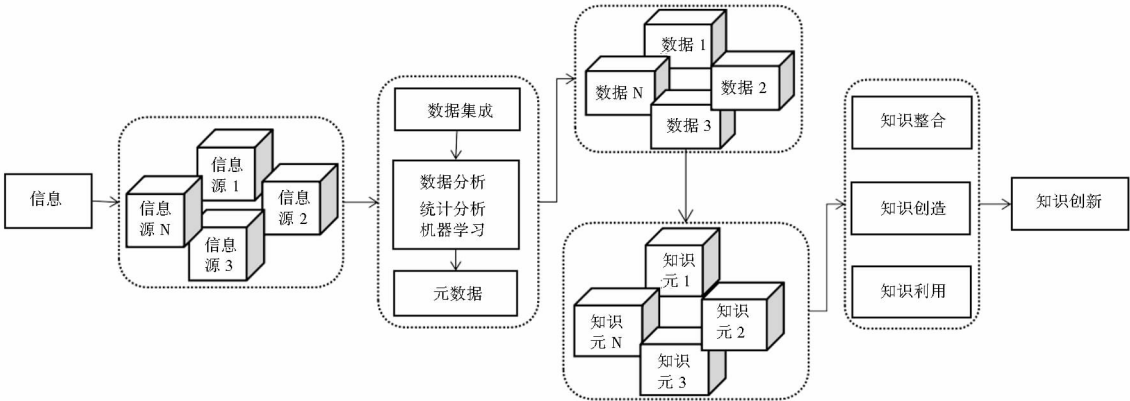 信息
信息
源 1
信息
源 2
信息
源 N
信息
源 3
数据集成
数据分析
统计分析
机器学习
元数据
数据 1
数据 2
数据 N
数据 3
知识
元 1
知识
元 2
知识
元 N
知识
元 3
知识整合
知识创造
知识利用
知识创新